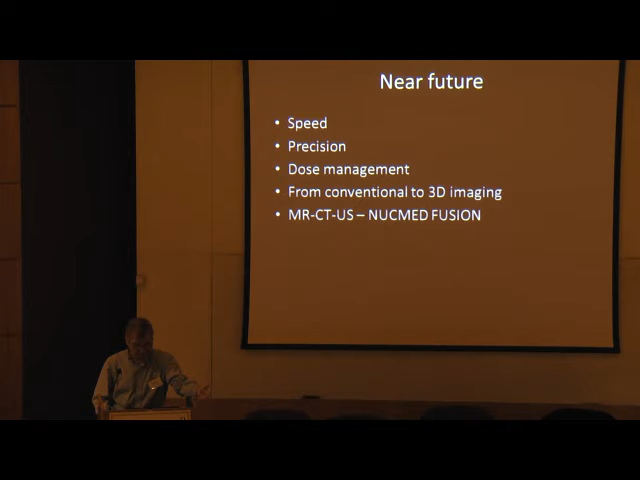 Near future
• Speed
• Precision
• Dose management
• From conventional to 3D imaging
• MR-CT-US – NUCMED FUSION